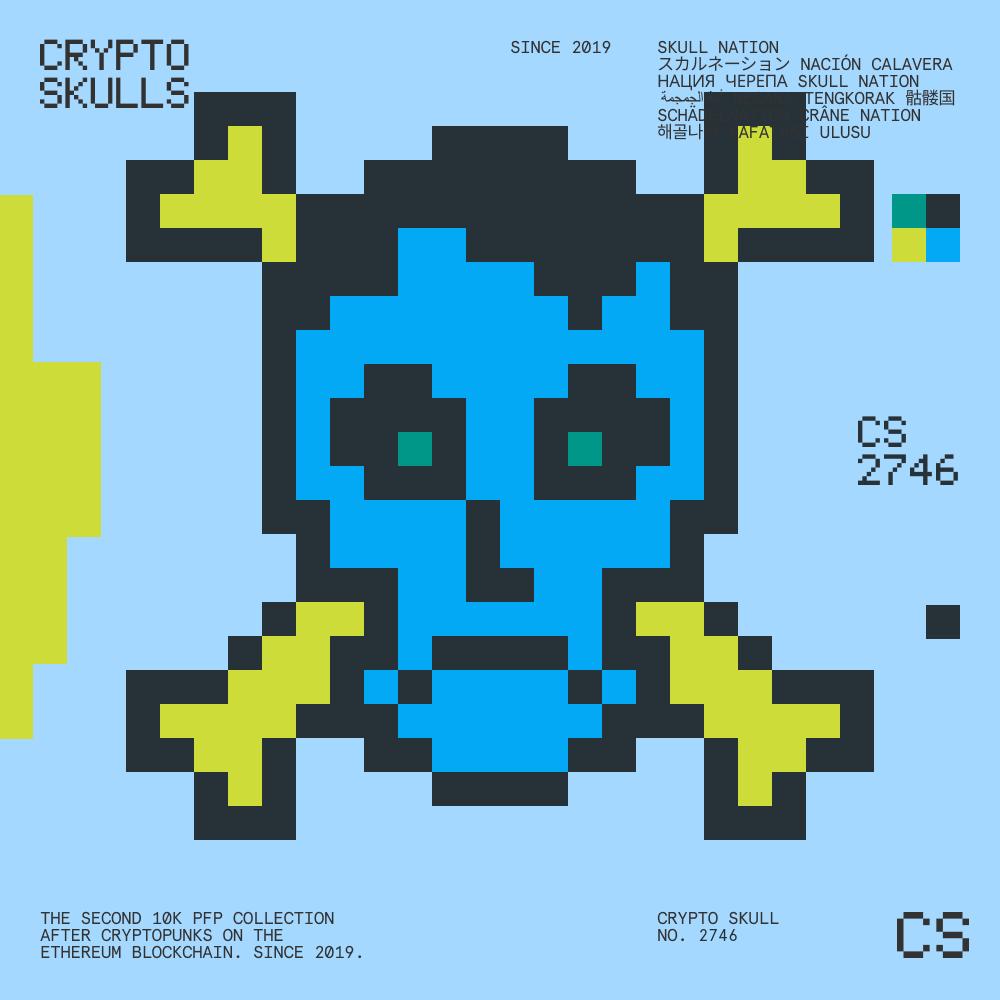 CRYPTO
SKULLS
SINCE 2019
SKULL NATION
スカルネーション NACIÓN CALAVERA
НАЦИЯ ЧЕРЕПА SKULL NATION
الجمجمة TENGKORAK 骷髅国
CRÂNE NATION
해골나 ULUSU
CS
2746
THE SECOND 10K PFP COLLECTION
AFTER CRYPTOPUNKS ON THE
ETHEREUM BLOCKCHAIN. SINCE 2019.
CRYPTO SKULL
NO. 2746
CS